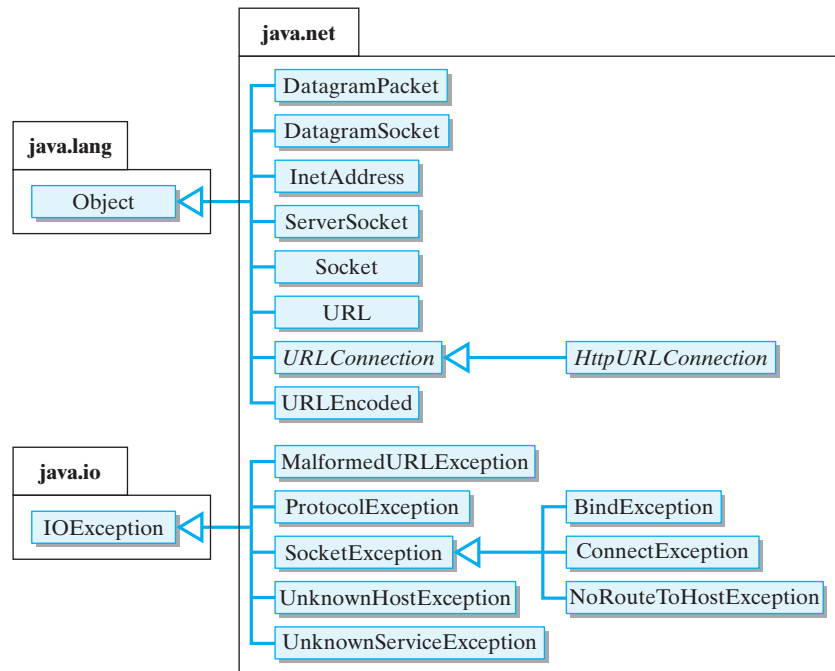 java.net
DatagramPacket
DatagramSocket
java.lang
InetAddress
Object
ServerSocket
Socket
URL
URLConnection
HttpURLConnection
URLEncoded
java.io
MalformedURLException
IOException
ProtocolException
BindException
SocketException
ConnectException
UnknownHostException
NoRouteToHostException
UnknownServiceException